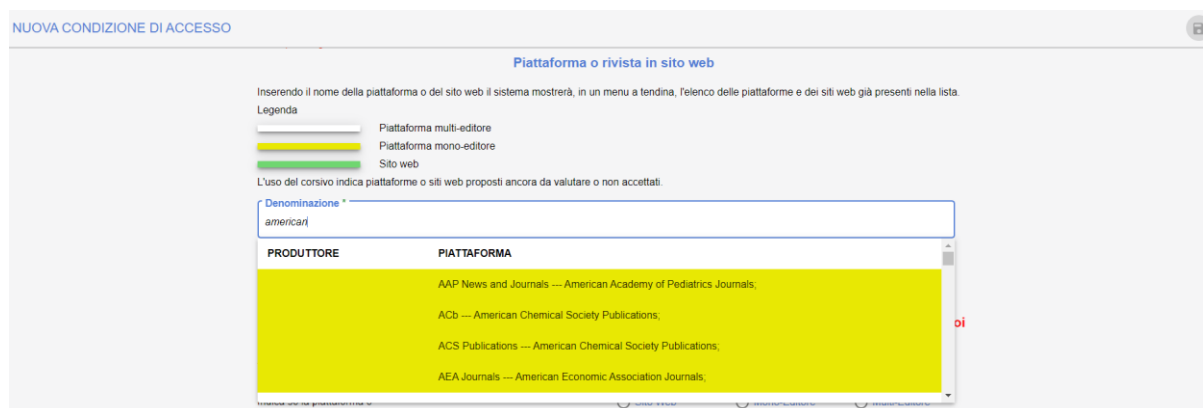 NUOVA CONDIZIONE DI ACCESSO
Piattaforma o rivista in sito web
Inserendo il nome della piattaforma o del sito web il sistema mostrerà, in un menu a tendina, l'elenco delle piattaforme e dei siti web già presenti nella lista.
Legenda
Piattaforma multi-editore
Piattaforma mono-editore
Sito web
L'uso del corsivo indica piattaforme o siti web proposti ancora da valutare o non accettati.
Denominazione *
american
PRODUTTORE PIATTAFORMA
AAP News and Journals --- American Academy of Pediatrics Journals;
ACb --- American Chemical Society Publications;
oi
ACS Publications --- American Chemical Society Publications;
AEA Journals --- American Economic Association Journals;